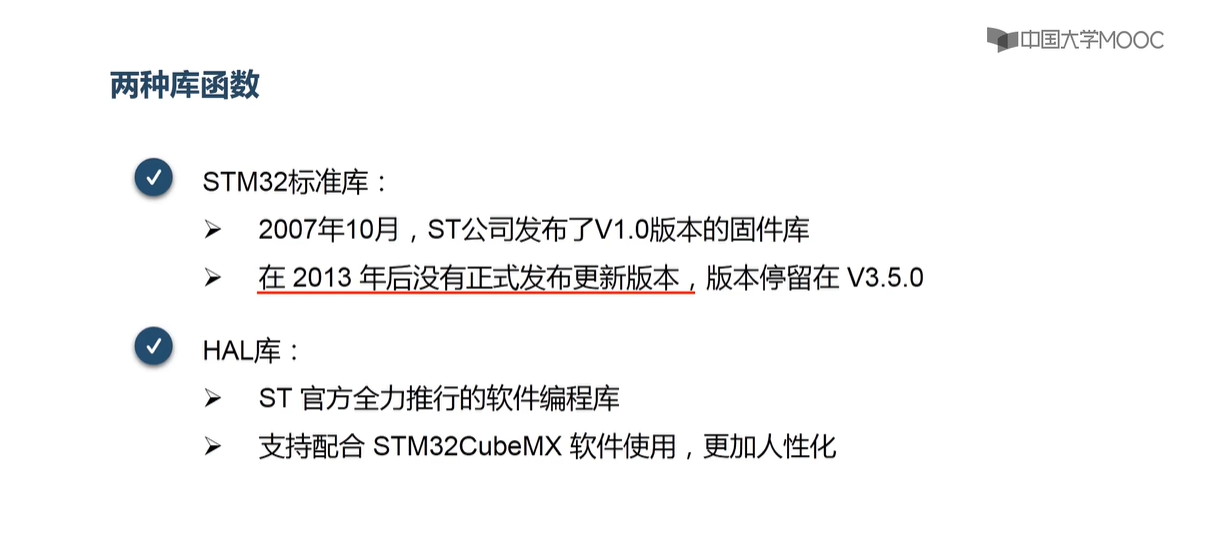 中国大学MOOC
两种库函数
STM32标准库：
2007年10月，ST公司发布了V1.0版本的固件库
在 2013 年后没有正式发布更新版本，版本停留在 V3.5.0
HAL库：
ST 官方全力推行的软件编程库
支持配合 STM32CubeMX 软件使用，更加人性化